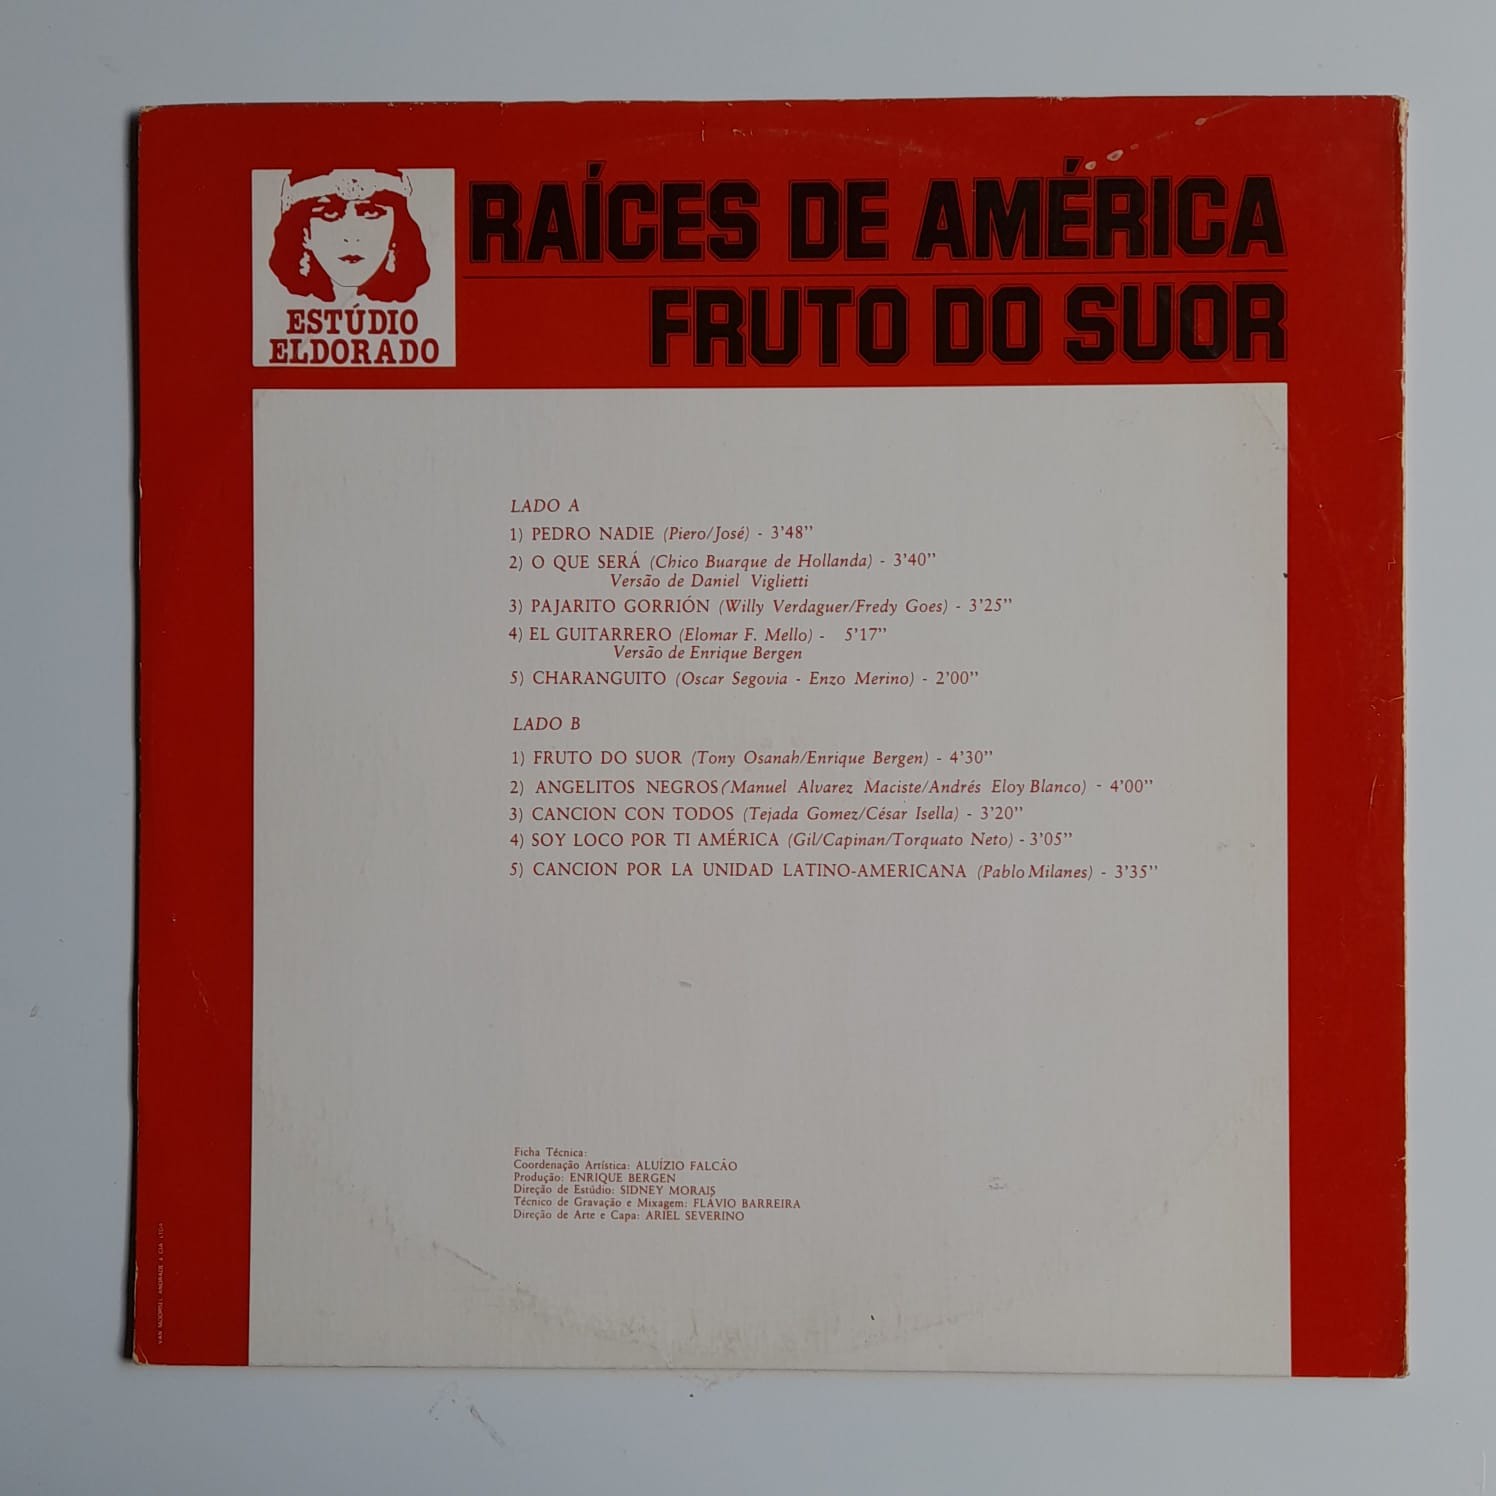 ESTÚDIO
ELDORADO
RAÍCES DE AMÉRICA
FRUTO DO SUOR
LADO A
1) PEDRO NADIE (Piero/José) - 3'48"
2) O QUE SERÁ (Chico Buarque de Hollanda) - 3'40"
Versão de Daniel Viglietti
3) PAJARITO GORRIÓN (Willy Verdaguer/Fredy Goes) - 3'25"
4) EL GUITARRERO (Elomar F. Mello) - 5'17"
Versão de Enrique Bergen
5) CHARANGUITO (Oscar Segovia - Enzo Merino) - 2'00"
LADO B
1) FRUTO DO SUOR (Tony Osanah/Enrique Bergen) - 4'30"
2) ANGELITOS NEGROS (Manuel Alvarez Maciste/Andrés Eloy Blanco) - 4'00"
3) CANCION CON TODOS (Tejada Gomez/César Isella) - 3'20"
4) SOY LOCO POR TI AMÉRICA (Gil/Capinan/Torquato Neto) - 3'05"
5) CANCION POR LA UNIDAD LATINO-AMERICANA (Pablo Milanes) - 3'35"
Ficha Técnica:
Coordenação Artística: ALUÍZIO FALCÃO
Produção: ENRIQUE BERGEN
Direção de Estúdio: SIDNEY MORAIS
Técnico de Gravação e Mixagem: FLÁVIO BARREIRA
Direção de Arte e Capa: ARIEL SEVERINO
VAN MOORSEL, ANDRADE & CIA. LTDA